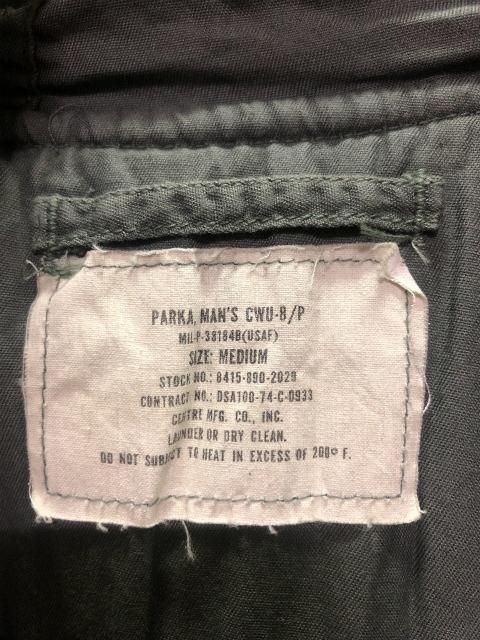 PARKA, MAN'S CWU-8/P
MIL-P-38184B(USAF)
SIZE: MEDIUM
STOCK NO.: 8415-890-2029
CONTRACT NO.: DSA100-74-C-0933
CENTRE MFG. CO., INC.
LAUNDER OR DRY CLEAN.
DO NOT SUBJECT TO HEAT IN EXCESS OF 200° F.